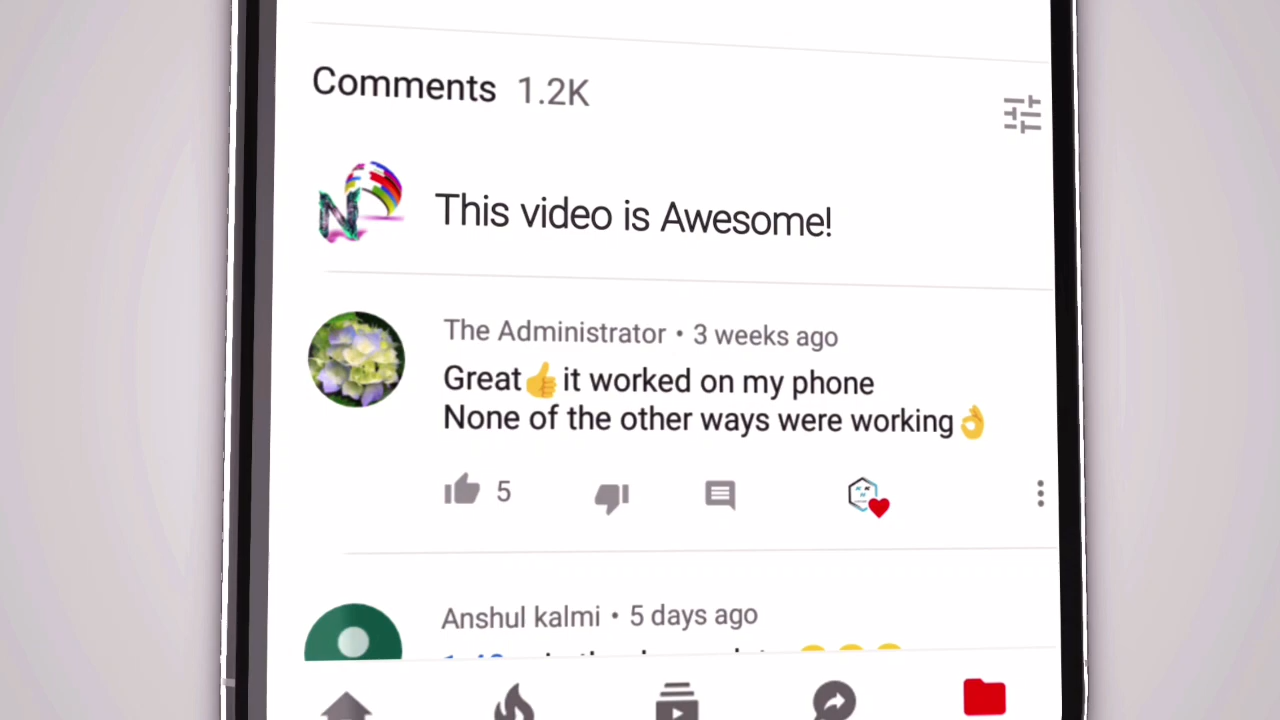 Comments 1.2K
This video is Awesome!
The Administrator • 3 weeks ago
Great👍it worked on my phone
None of the other ways were working👌
5
Anshul kalmi • 5 days ago